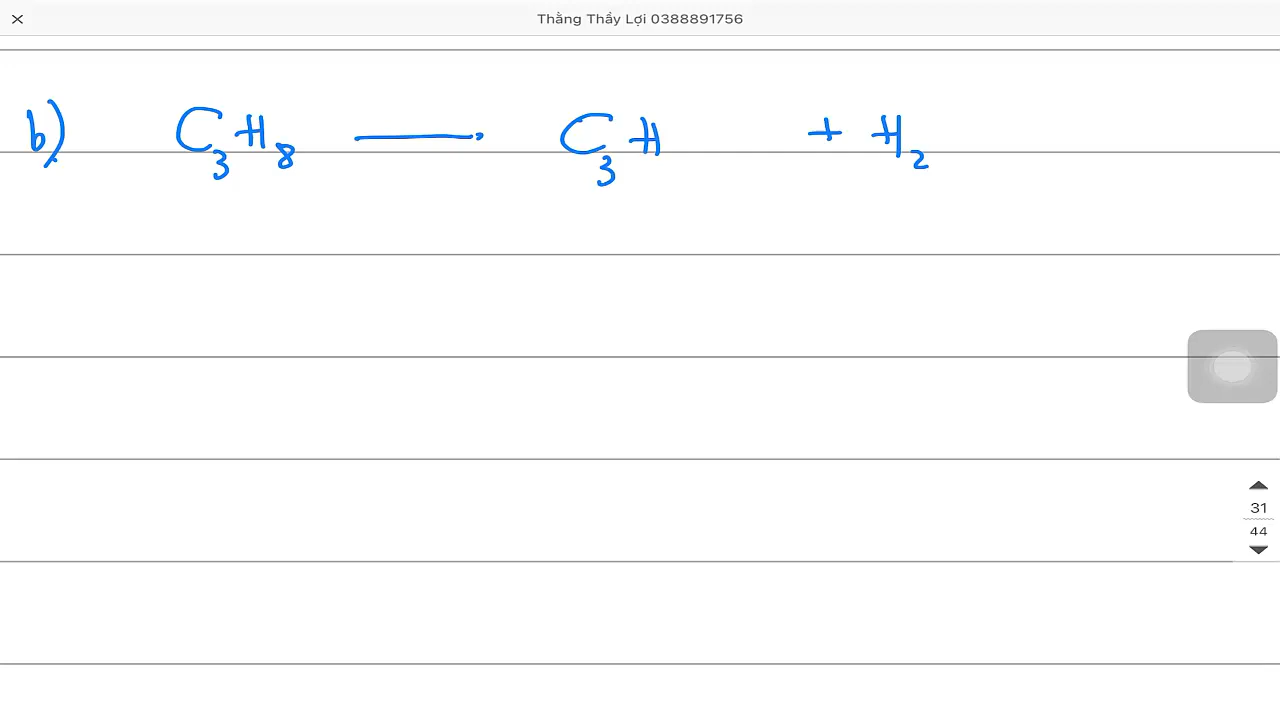 × Thằng Thầy Lợi 0388891756
b) C₃H₈ → C₃H + H₂
31
44